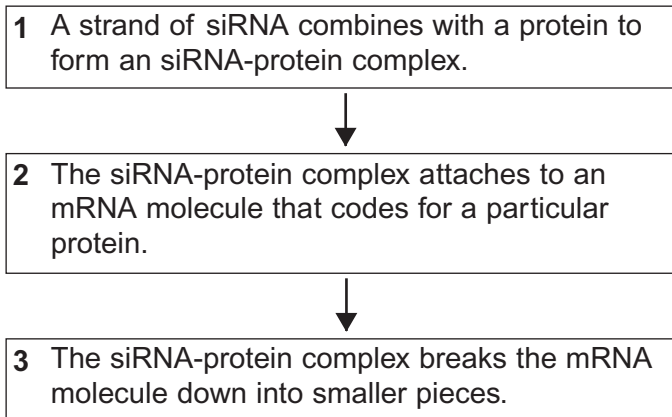 1 A strand of siRNA combines with a protein to
form an siRNA-protein complex.
2 The siRNA-protein complex attaches to an
mRNA molecule that codes for a particular
protein.
3 The siRNA-protein complex breaks the mRNA
molecule down into smaller pieces.